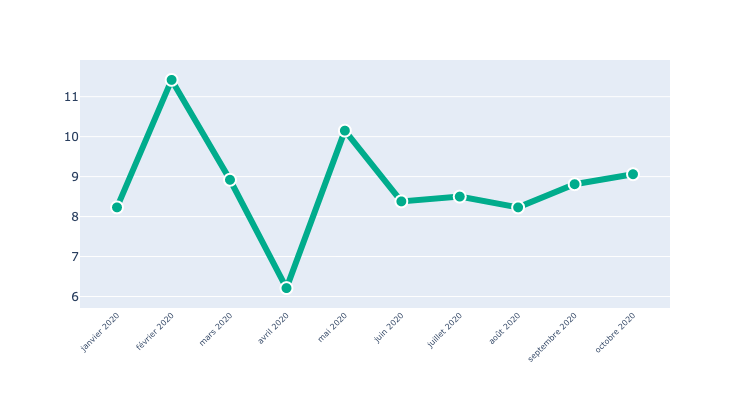 11
10
9
8
7
6
janvier 2020
février 2020
mars 2020
avril 2020
mai 2020
juin 2020
juillet 2020
août 2020
septembre 2020
octobre 2020